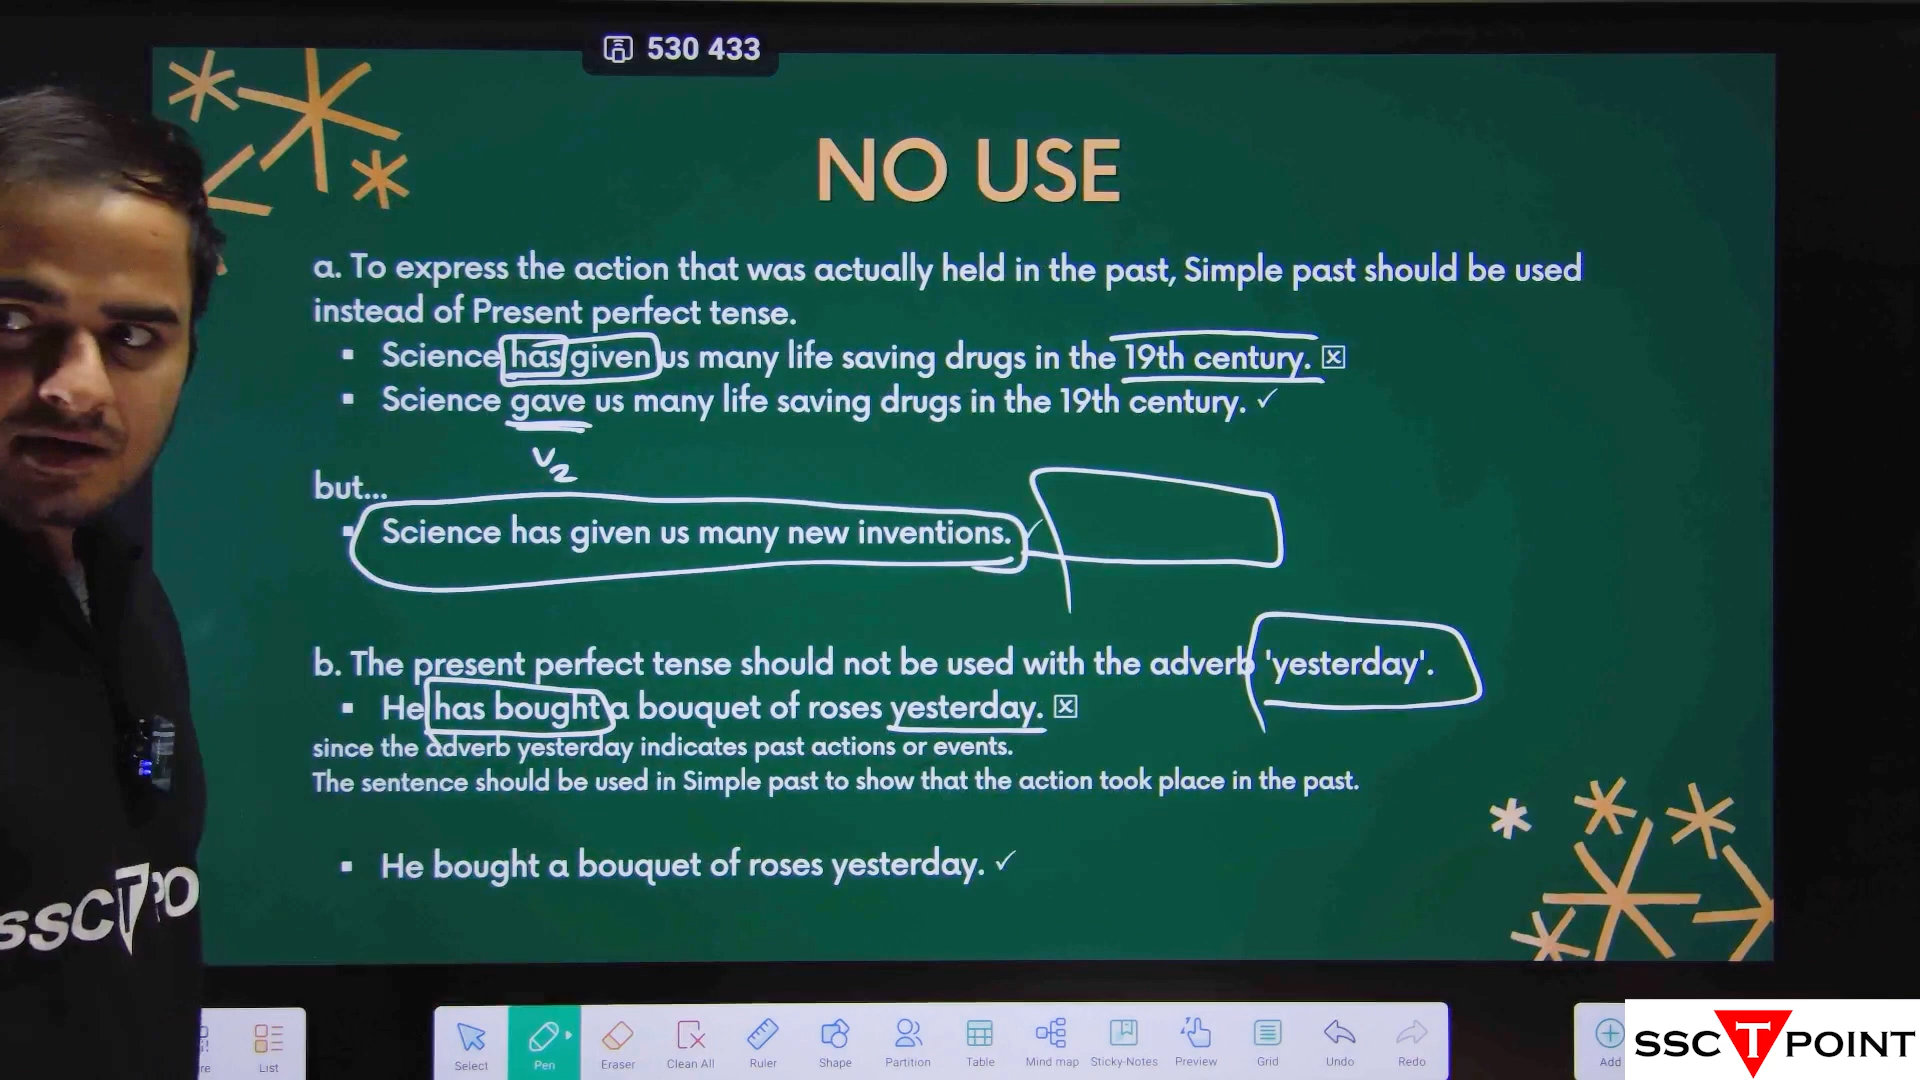 530 433
NO USE
a. To express the action that was actually held in the past, Simple past should be used
instead of Present perfect tense.
▪ Science has given us many life saving drugs in the 19th century. ☒
▪ Science gave us many life saving drugs in the 19th century. ✓
V2
but...
▪ Science has given us many new inventions. ✓
b. The present perfect tense should not be used with the adverb 'yesterday'.
▪ He has bought a bouquet of roses yesterday. ☒
since the adverb yesterday indicates past actions or events.
The sentence should be used in Simple past to show that the action took place in the past.
▪ He bought a bouquet of roses yesterday. ✓
SSC PO
re List Select Pen Eraser Clean All Ruler Shape Partition Table Mind map Sticky-Notes Preview Grid Undo Redo Add
SSC T POINT